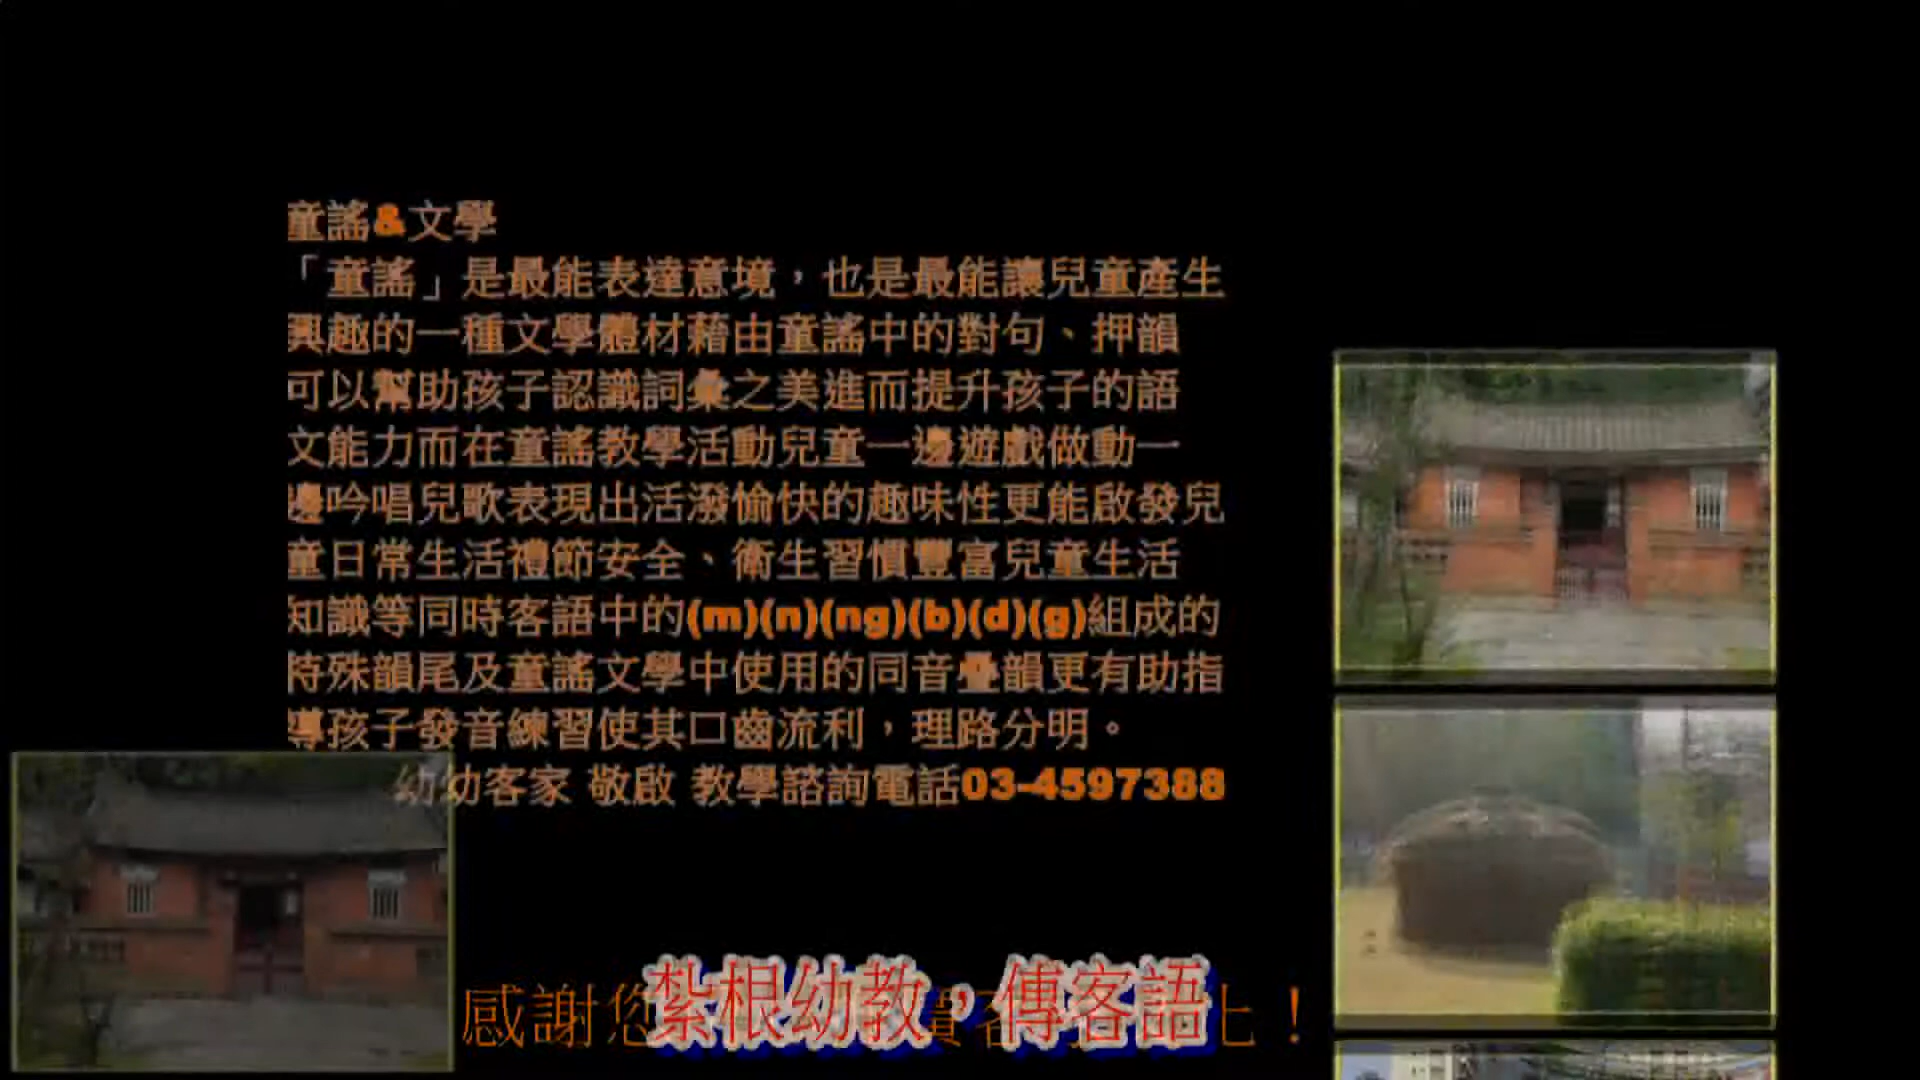 童謠&文學
「童謠」是最能表達意境，也是最能讓兒童產生
興趣的一種文學體材藉由童謠中的對句、押韻
可以幫助孩子認識詞彙之美進而提升孩子的語
文能力而在童謠教學活動兒童一邊遊戲做動一
邊吟唱兒歌表現出活潑愉快的趣味性更能啟發兒
童日常生活禮節安全、衛生習慣豐富兒童生活
知識等同時客語中的(m)(n)(ng)(b)(d)(g)組成的
特殊韻尾及童謠文學中使用的同音疊韻更有助指
導孩子發音練習使其口齒流利，理路分明。
幼幼客家 敬啟 教學諮詢電話03-4597388
紮根幼教，傳客語
感謝您
！